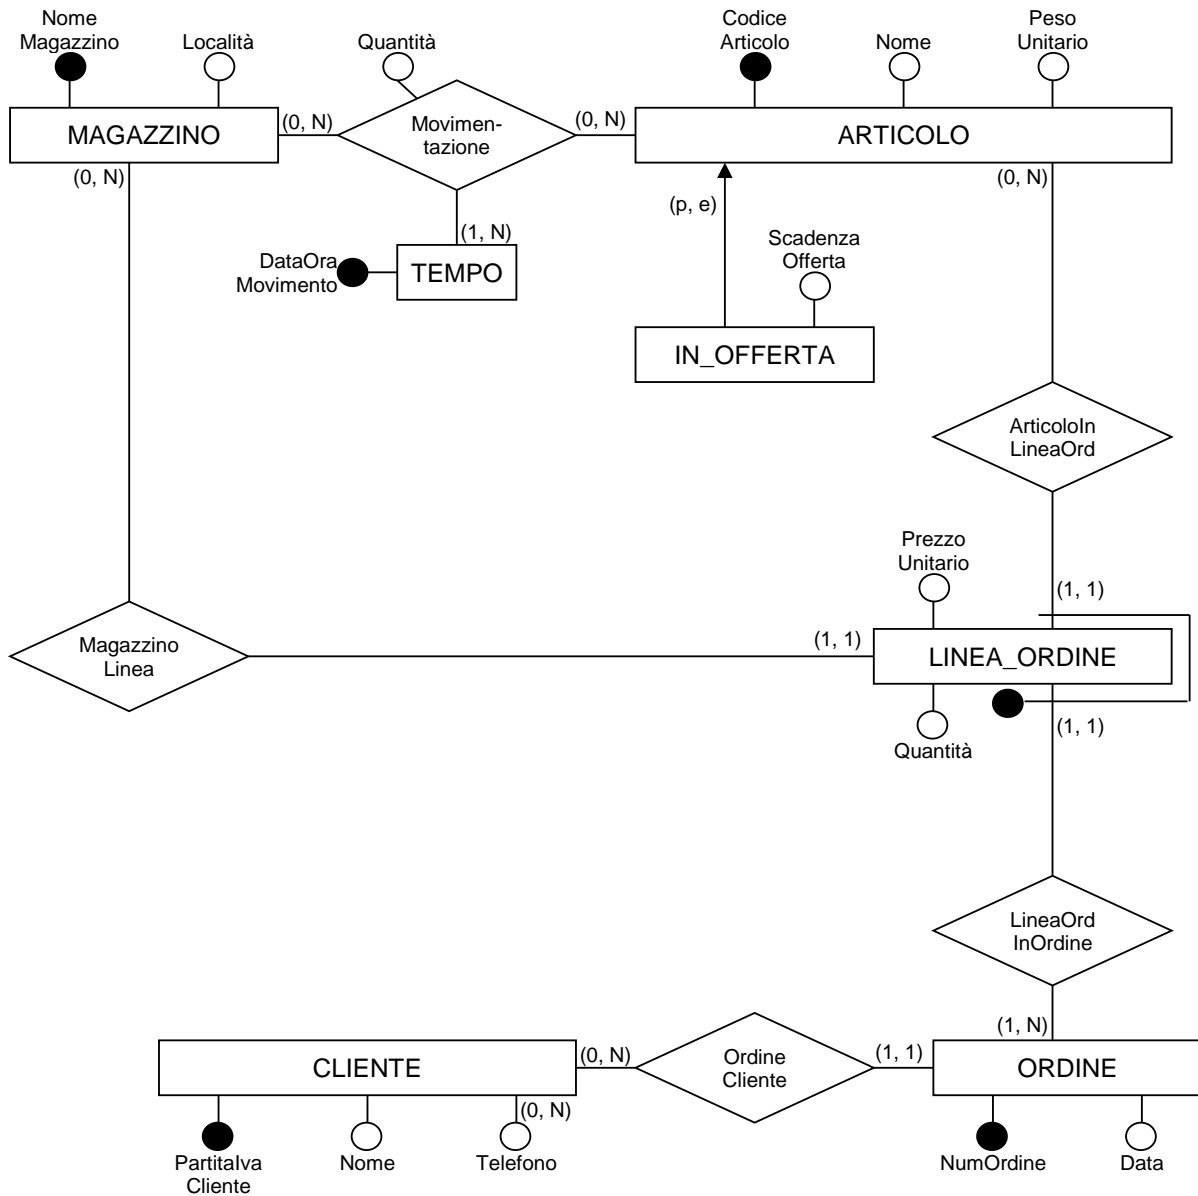 Nome
Magazzino
Località
Quantità
Codice
Articolo
Nome
Peso
Unitario
MAGAZZINO
(0, N)
Movimen-
tazione
(0, N)
ARTICOLO
(0, N)
(0, N)
(p, e)
(1, N)
DataOra
Movimento
TEMPO
Scadenza
Offerta
IN_OFFERTA
ArticoloIn
LineaOrd
Prezzo
Unitario
(1, 1)
Magazzino
Linea
(1, 1)
LINEA_ORDINE
(1, 1)
Quantità
LineaOrd
InOrdine
(1, N)
CLIENTE
(0, N)
Ordine
Cliente
(1, 1)
ORDINE
(0, N)
PartitaIva
Cliente
Nome
Telefono
NumOrdine
Data